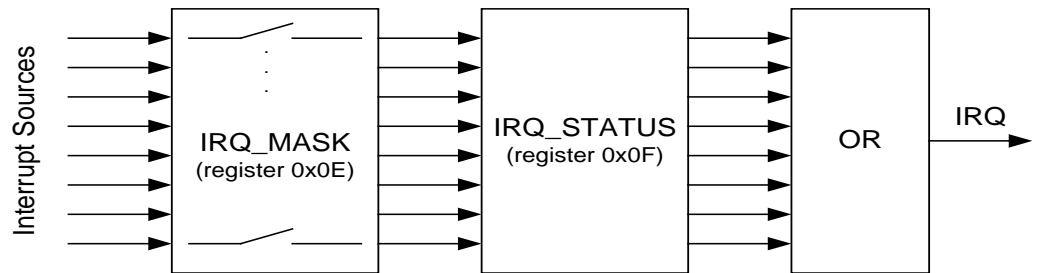 Interrupt Sources
IRQ_MASK
(register 0x0E)
IRQ_STATUS
(register 0x0F)
OR
IRQ